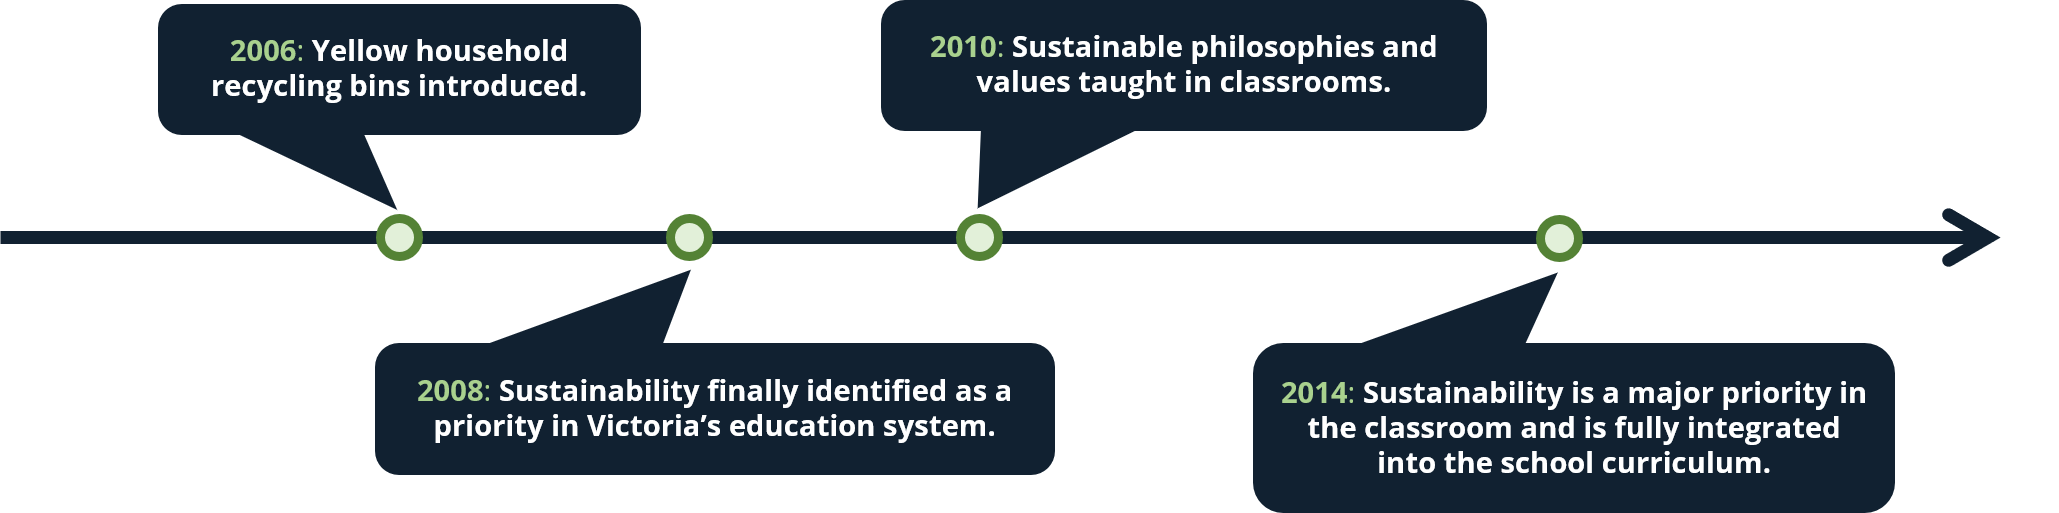 2006: Yellow household
recycling bins introduced.
2008: Sustainability finally identified as a
priority in Victoria’s education system.
2010: Sustainable philosophies and
values taught in classrooms.
2014: Sustainability is a major priority in
the classroom and is fully integrated
into the school curriculum.